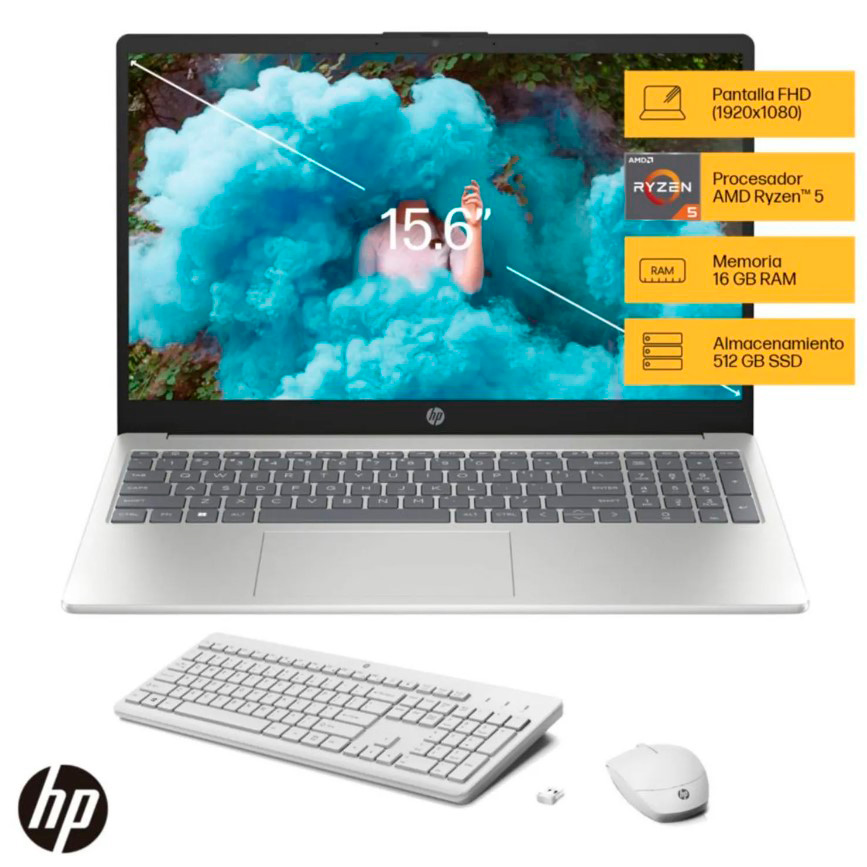 Pantalla FHD
(1920x1080)
AMD
RYZEN
5
Procesador
AMD Ryzen™ 5
15.6”
RAM
Memoria
16 GB RAM
Almacenamiento
512 GB SSD
hp
hp
hp